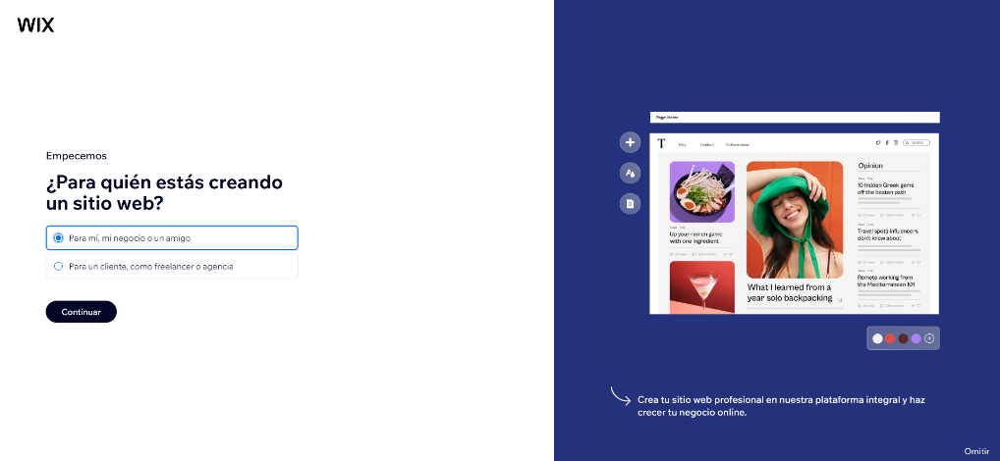 WIX
Empecemos
¿Para quién estás creando
un sitio web?
Para mí, mi negocio o un amigo
Para un cliente, como freelancer o agencia
Continuar
Page: Home
T
Blog
Contact
Collaborations
Up your ramen game
with one ingredient
What I learned from a
year solo backpacking
Opinion
10 hidden Greek gems
off the beaten path
Travel spots influencers
don't know about
Remote working from
the Mediterranean 101
Crea tu sitio web profesional en nuestra plataforma integral y haz
crecer tu negocio online.
Omitir